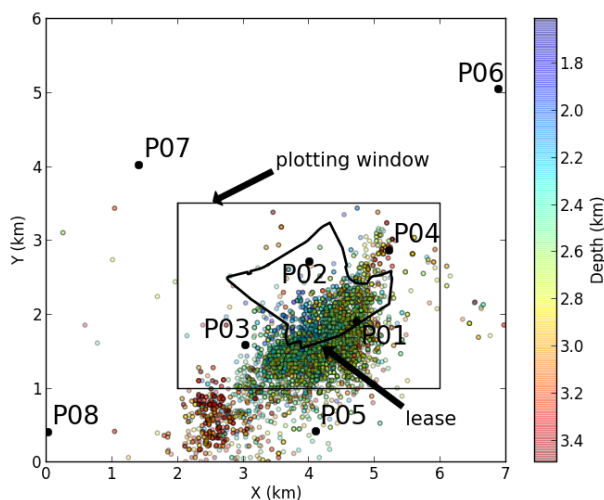 6
5
4
3
2
1
0
Y (km)
0
1
2
3
4
5
6
7
X (km)
P06
P07
plotting window
P04
P02
P03
P01
P05
P08
lease
1.8
2.0
2.2
2.4
2.6
2.8
3.0
3.2
3.4
Depth (km)